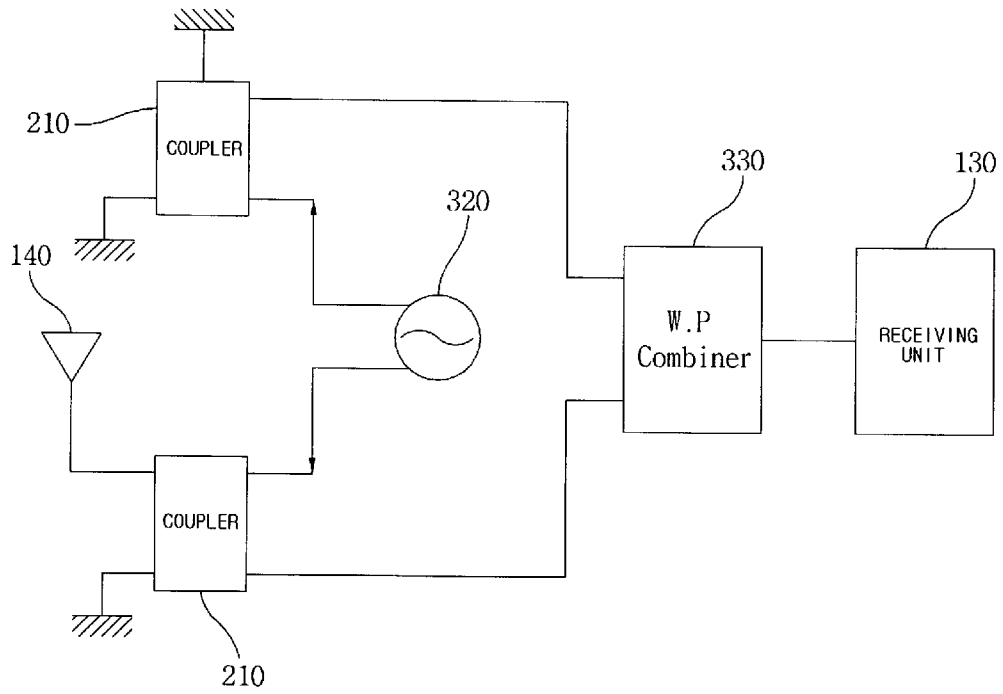 210
COUPLER
320
330
130
140
W.P
Combiner
RECEIVING
UNIT
COUPLER
210